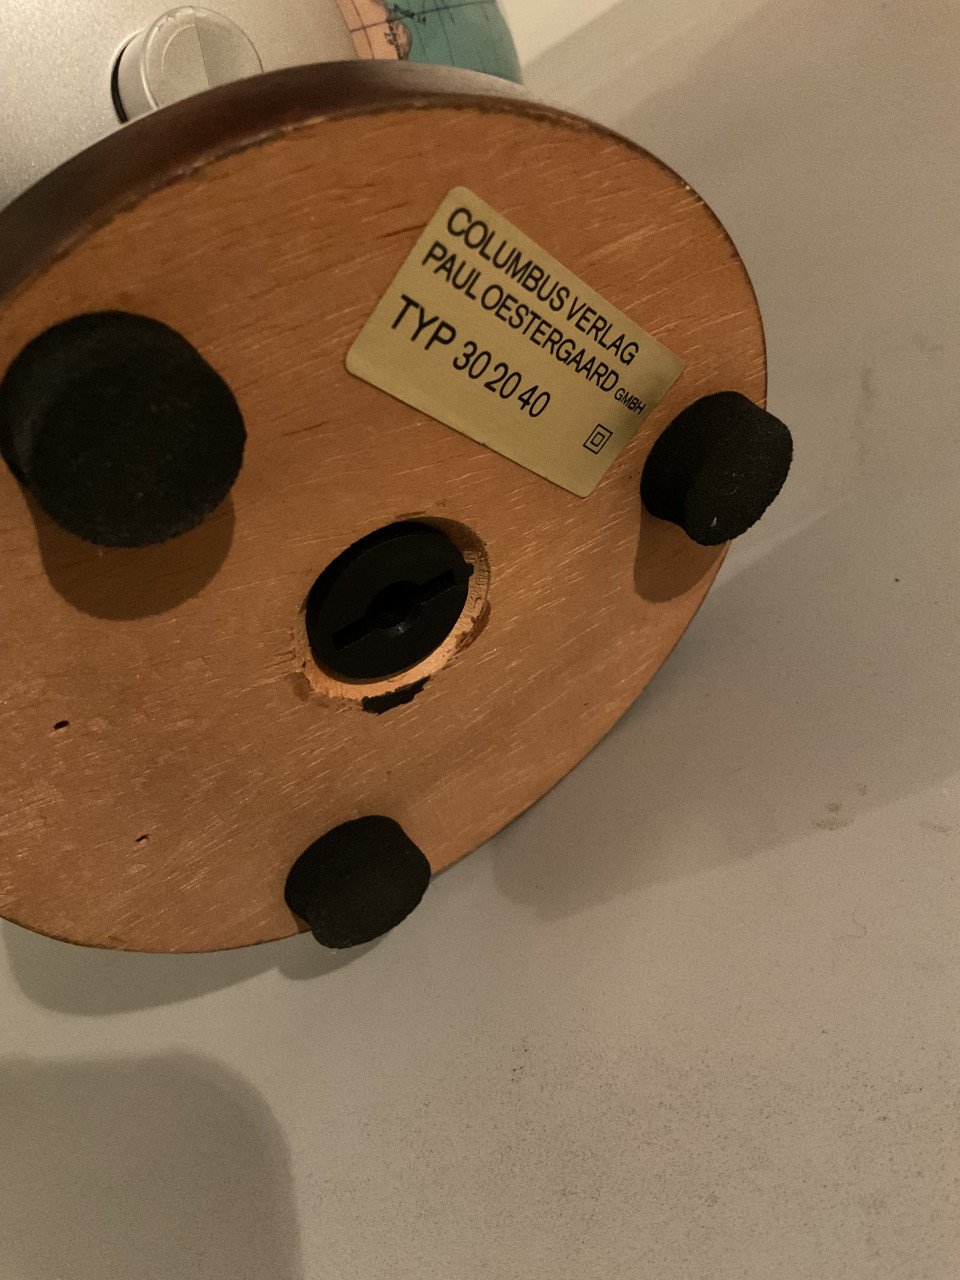 COLUMBUS VERLAG
PAUL OESTERGAARD GMBH
TYP 30 20 40